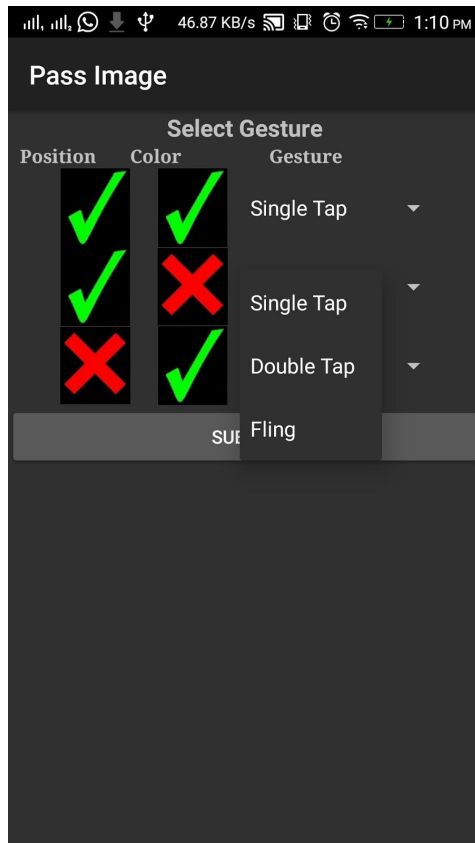 46.87 KB/s 1:10 PM
Pass Image
Select Gesture
Position Color Gesture
Single Tap
Single Tap
Double Tap
Fling
SUB